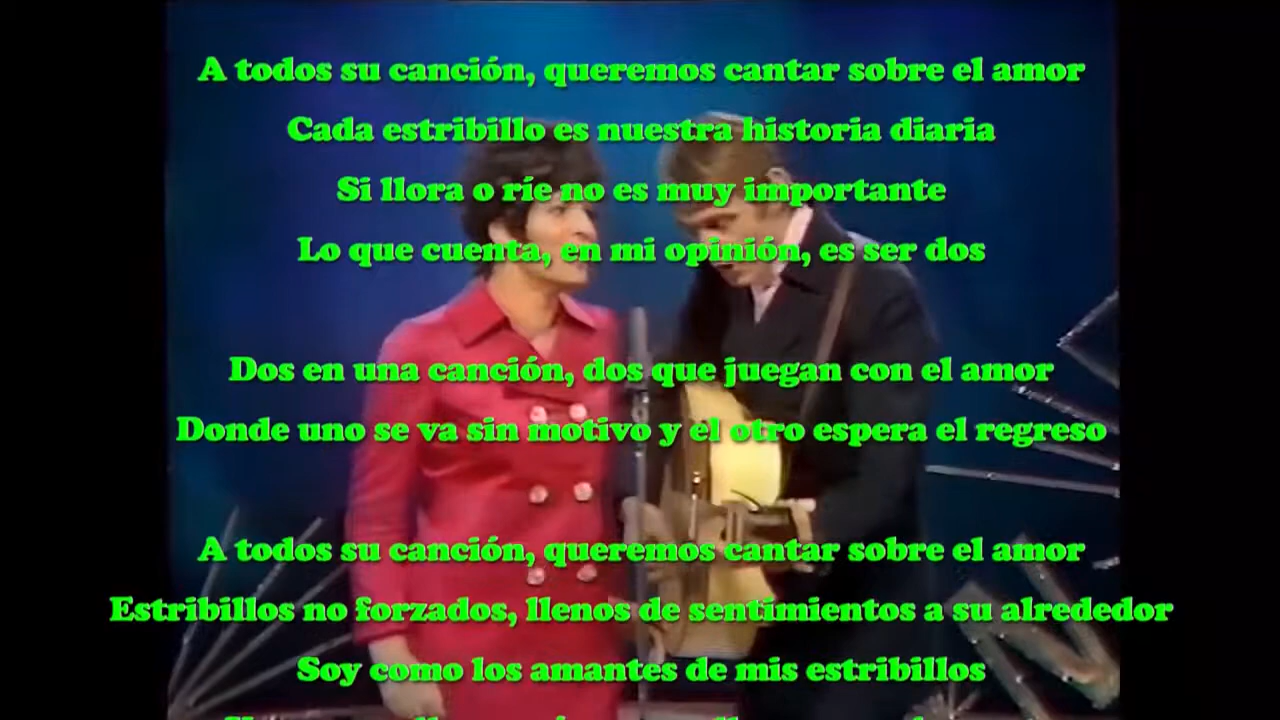 A todos su canción, queremos cantar sobre el amor
Cada estribillo es nuestra historia diaria
Si llora o ríe no es muy importante
Lo que cuenta, en mi opinión, es ser dos
Dos en una canción, dos que juegan con el amor
Donde uno se va sin motivo y el otro espera el regreso
A todos su canción, queremos cantar sobre el amor
Estribillos no forzados, llenos de sentimientos a su alrededor
Soy como los amantes de mis estribillos